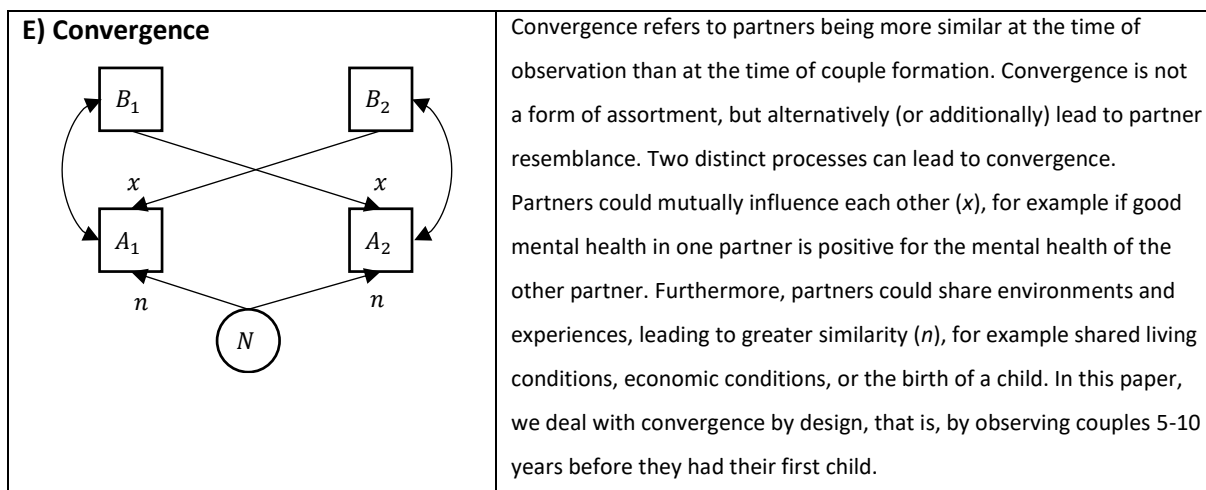 E) Convergence
B₁ B₂
x x
A₁ A₂
n n
N
Convergence refers to partners being more similar at the time of
observation than at the time of couple formation. Convergence is not
a form of assortment, but alternatively (or additionally) lead to partner
resemblance. Two distinct processes can lead to convergence.
Partners could mutually influence each other (x), for example if good
mental health in one partner is positive for the mental health of the
other partner. Furthermore, partners could share environments and
experiences, leading to greater similarity (n), for example shared living
conditions, economic conditions, or the birth of a child. In this paper,
we deal with convergence by design, that is, by observing couples 5-10
years before they had their first child.